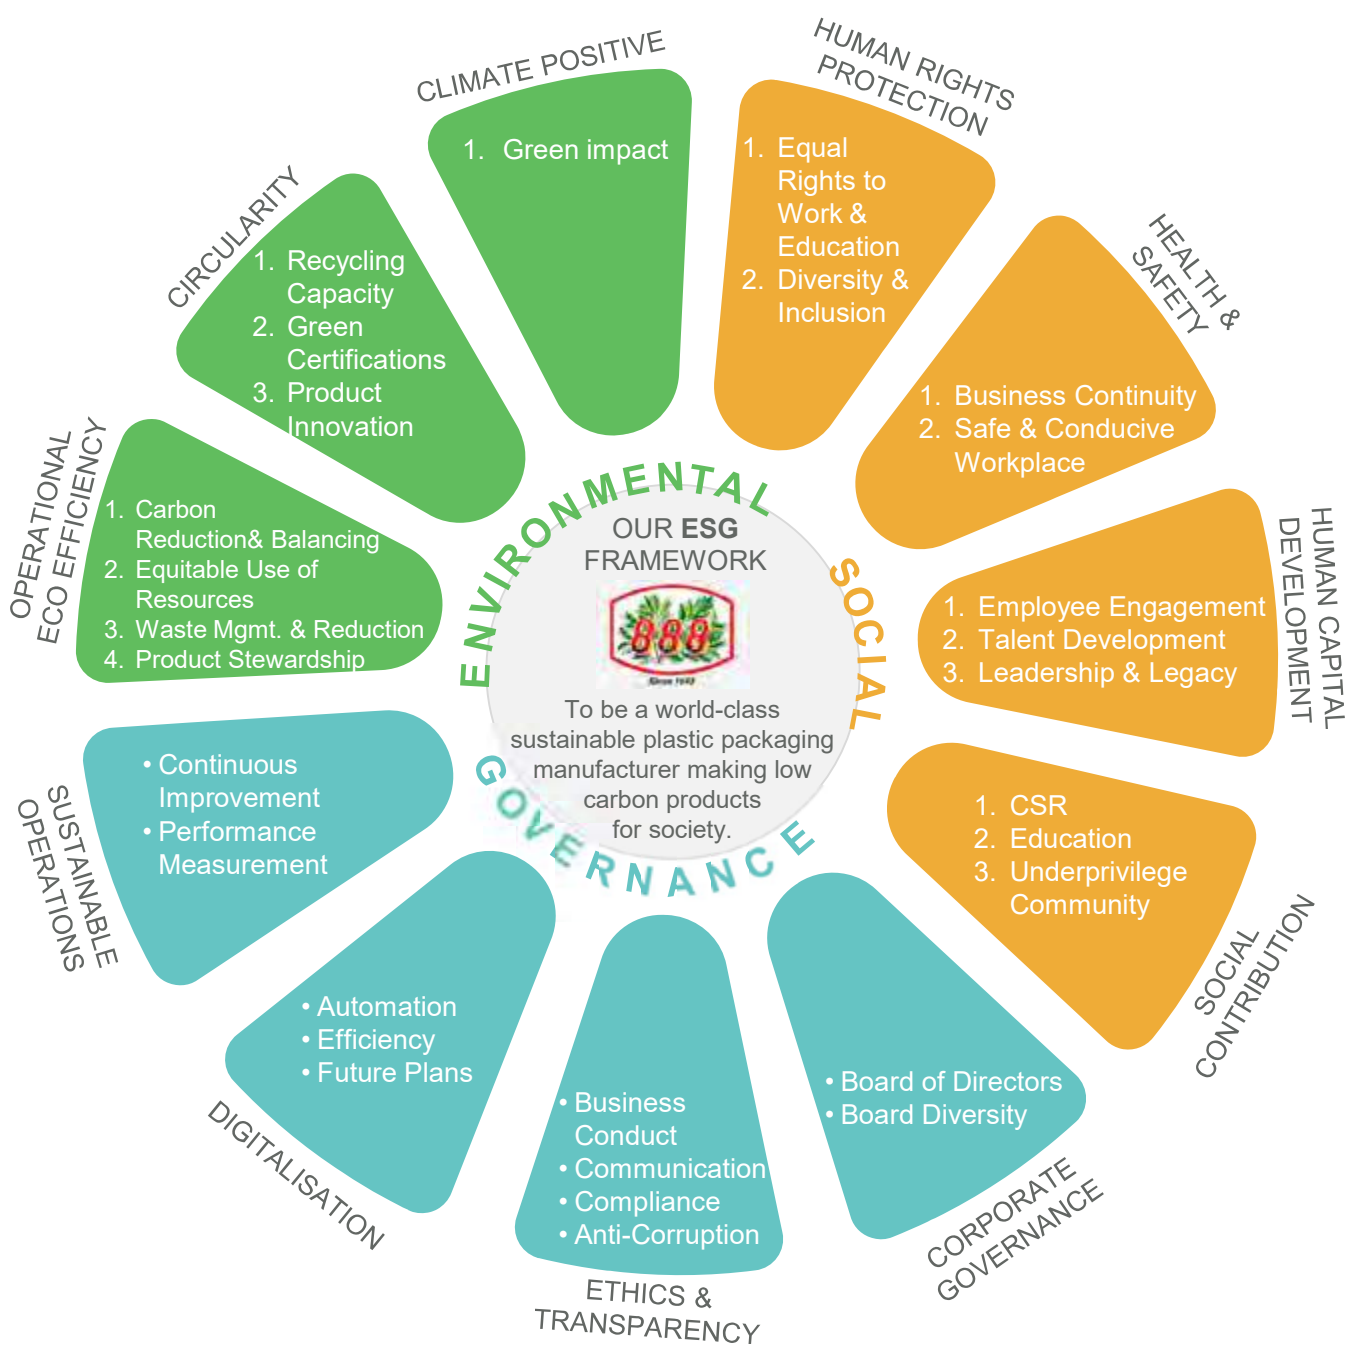 OUR ESG
FRAMEWORK
888
Since 1948
To be a world-class
sustainable plastic packaging
manufacturer making low
carbon products
for society.
ENVIRONMENTAL
OPERATIONAL
ECO EFFICIENCY
1. Carbon
Reduction& Balancing
2. Equitable Use of
Resources
3. Waste Mgmt. & Reduction
4. Product Stewardship
CIRCULARITY
1. Recycling
Capacity
2. Green
Certifications
3. Product
Innovation
CLIMATE POSITIVE
1. Green impact
SOCIAL
HUMAN RIGHTS
PROTECTION
1. Equal
Rights to
Work &
Education
2. Diversity &
Inclusion
HEALTH &
SAFETY
1. Business Continuity
2. Safe & Conducive
Workplace
HUMAN CAPITAL
DEVELOPMENT
1. Employee Engagement
2. Talent Development
3. Leadership & Legacy
SOCIAL
CONTRIBUTION
1. CSR
2. Education
3. Underprivilege
Community
GOVERNANCE
CORPORATE
GOVERNANCE
• Board of Directors
• Board Diversity
ETHICS &
TRANSPARENCY
• Business
Conduct
• Communication
• Compliance
• Anti-Corruption
DIGITALISATION
• Automation
• Efficiency
• Future Plans
SUSTAINABLE
OPERATIONS
• Continuous
Improvement
• Performance
Measurement